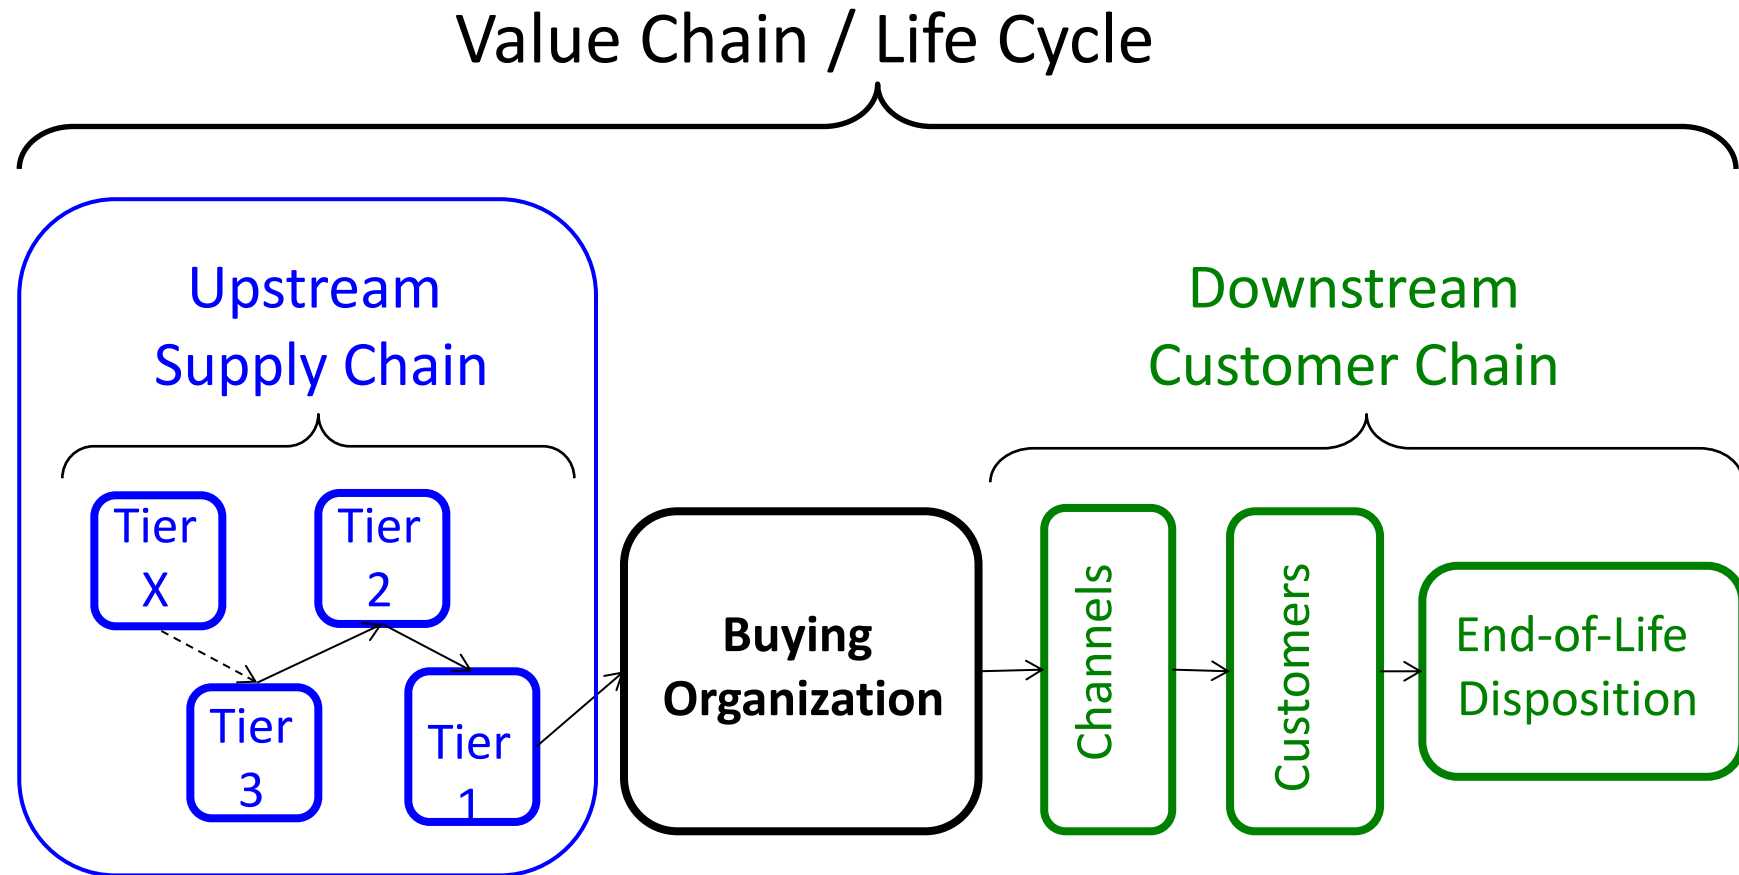 Value Chain / Life Cycle
Upstream
Supply Chain
Downstream
Customer Chain
Tier
X
Tier
2
Tier
3
Tier
1
Buying
Organization
Channels
Customers
End-of-Life
Disposition